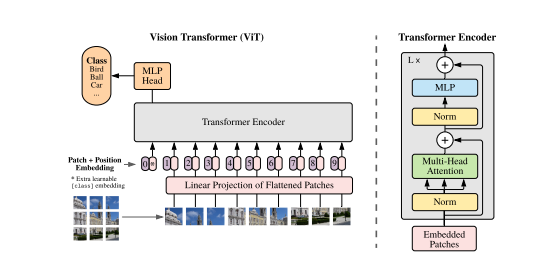 Vision Transformer (ViT)
Class
Bird
Ball
Car
...
MLP
Head
Transformer Encoder
Patch + Position
Embedding
* Extra learnable
[class] embedding
0 * 1 2 3 4 5 6 7 8 9
Linear Projection of Flattened Patches
Transformer Encoder
L x
+
MLP
Norm
+
Multi-Head
Attention
Norm
Embedded
Patches